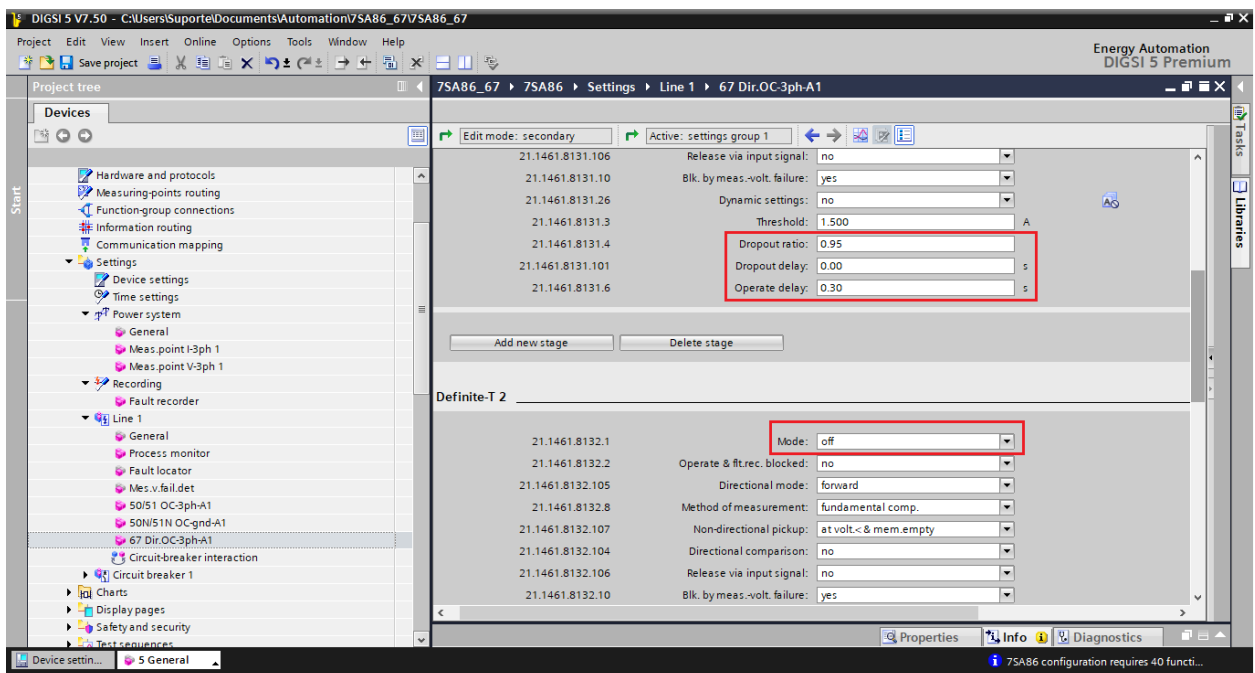 DIGSI 5 V7.50 - C:\Users\Suporte\Documents\Automation\7SA86_67\7SA86_67
Project Edit View Insert Online Options Tools Window Help
Energy Automation
DIGSI 5 Premium
Save project
Project tree
7SA86_67 ▸ 7SA86 ▸ Settings ▸ Line 1 ▸ 67 Dir.OC-3ph-A1
Devices
Edit mode: secondary
Active: settings group 1
Start
Hardware and protocols
Measuring-points routing
Function-group connections
Information routing
Communication mapping
Settings
Device settings
Time settings
Power system
General
Meas.point I-3ph 1
Meas.point V-3ph 1
Recording
Fault recorder
Line 1
General
Process monitor
Fault locator
Mes.v.fail.det
50/51 OC-3ph-A1
50N/51N OC-gnd-A1
67 Dir.OC-3ph-A1
Circuit-breaker interaction
Circuit breaker 1
Charts
Display pages
Safety and security
Test sequences
21.1461.8131.106 Release via input signal: no
21.1461.8131.10 Blk. by meas.-volt. failure: yes
21.1461.8131.26 Dynamic settings: no
21.1461.8131.3 Threshold: 1.500 A
21.1461.8131.4 Dropout ratio: 0.95
21.1461.8131.101 Dropout delay: 0.00 s
21.1461.8131.6 Operate delay: 0.30 s
Add new stage Delete stage
Definite-T 2
21.1461.8132.1 Mode: off
21.1461.8132.2 Operate & flt.rec. blocked: no
21.1461.8132.105 Directional mode: forward
21.1461.8132.8 Method of measurement: fundamental comp.
21.1461.8132.107 Non-directional pickup: at volt.< & mem.empty
21.1461.8132.104 Directional comparison: no
21.1461.8132.106 Release via input signal: no
21.1461.8132.10 Blk. by meas.-volt. failure: yes
Tasks
Libraries
Properties Info Diagnostics
Device settin... 5 General
7SA86 configuration requires 40 functi...